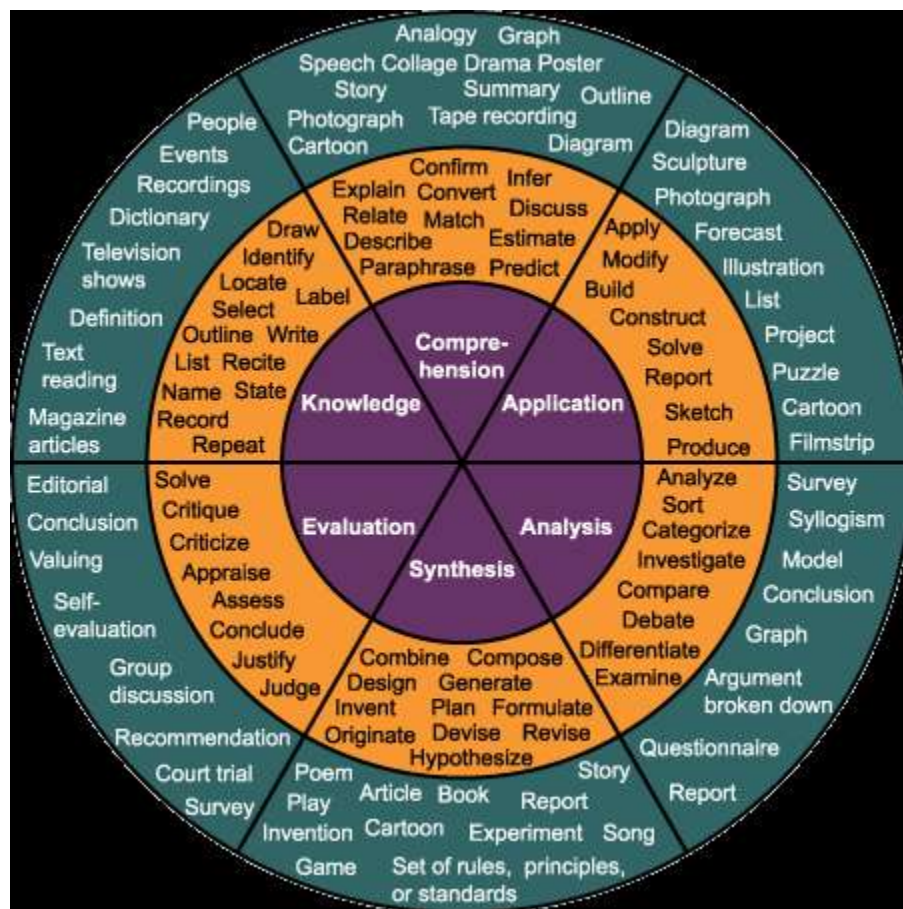 Analogy Graph
Speech Collage Drama Poster
Story Summary Outline
Photograph Tape recording
Cartoon Diagram
Confirm Infer
Explain Convert
Relate Match Discuss
Describe Estimate
Paraphrase Predict
Compre-
hension
Diagram
Sculpture
Photograph
Forecast
Illustration
List
Project
Puzzle
Cartoon
Filmstrip
Apply
Modify
Build
Construct
Solve
Report
Sketch
Produce
Application
Survey
Syllogism
Model
Conclusion
Graph
Argument
broken down
Questionnaire
Report
Analyze
Sort
Categorize
Investigate
Compare
Debate
Differentiate
Examine
Analysis
Synthesis
Combine Compose
Design Generate
Invent Plan Formulate
Originate Devise Revise
Hypothesize
Poem Story
Play Article Book Report
Invention Cartoon Experiment Song
Game Set of rules, principles,
or standards
Evaluation
Solve
Critique
Criticize
Appraise
Assess
Conclude
Justify
Judge
Editorial
Conclusion
Valuing
Self-
evaluation
Group
discussion
Recommendation
Court trial
Survey
Knowledge
Draw
Identify
Locate
Select Label
Outline Write
List Recite
Name State
Record
Repeat
People
Events
Recordings
Dictionary
Television
shows
Definition
Text
reading
Magazine
articles